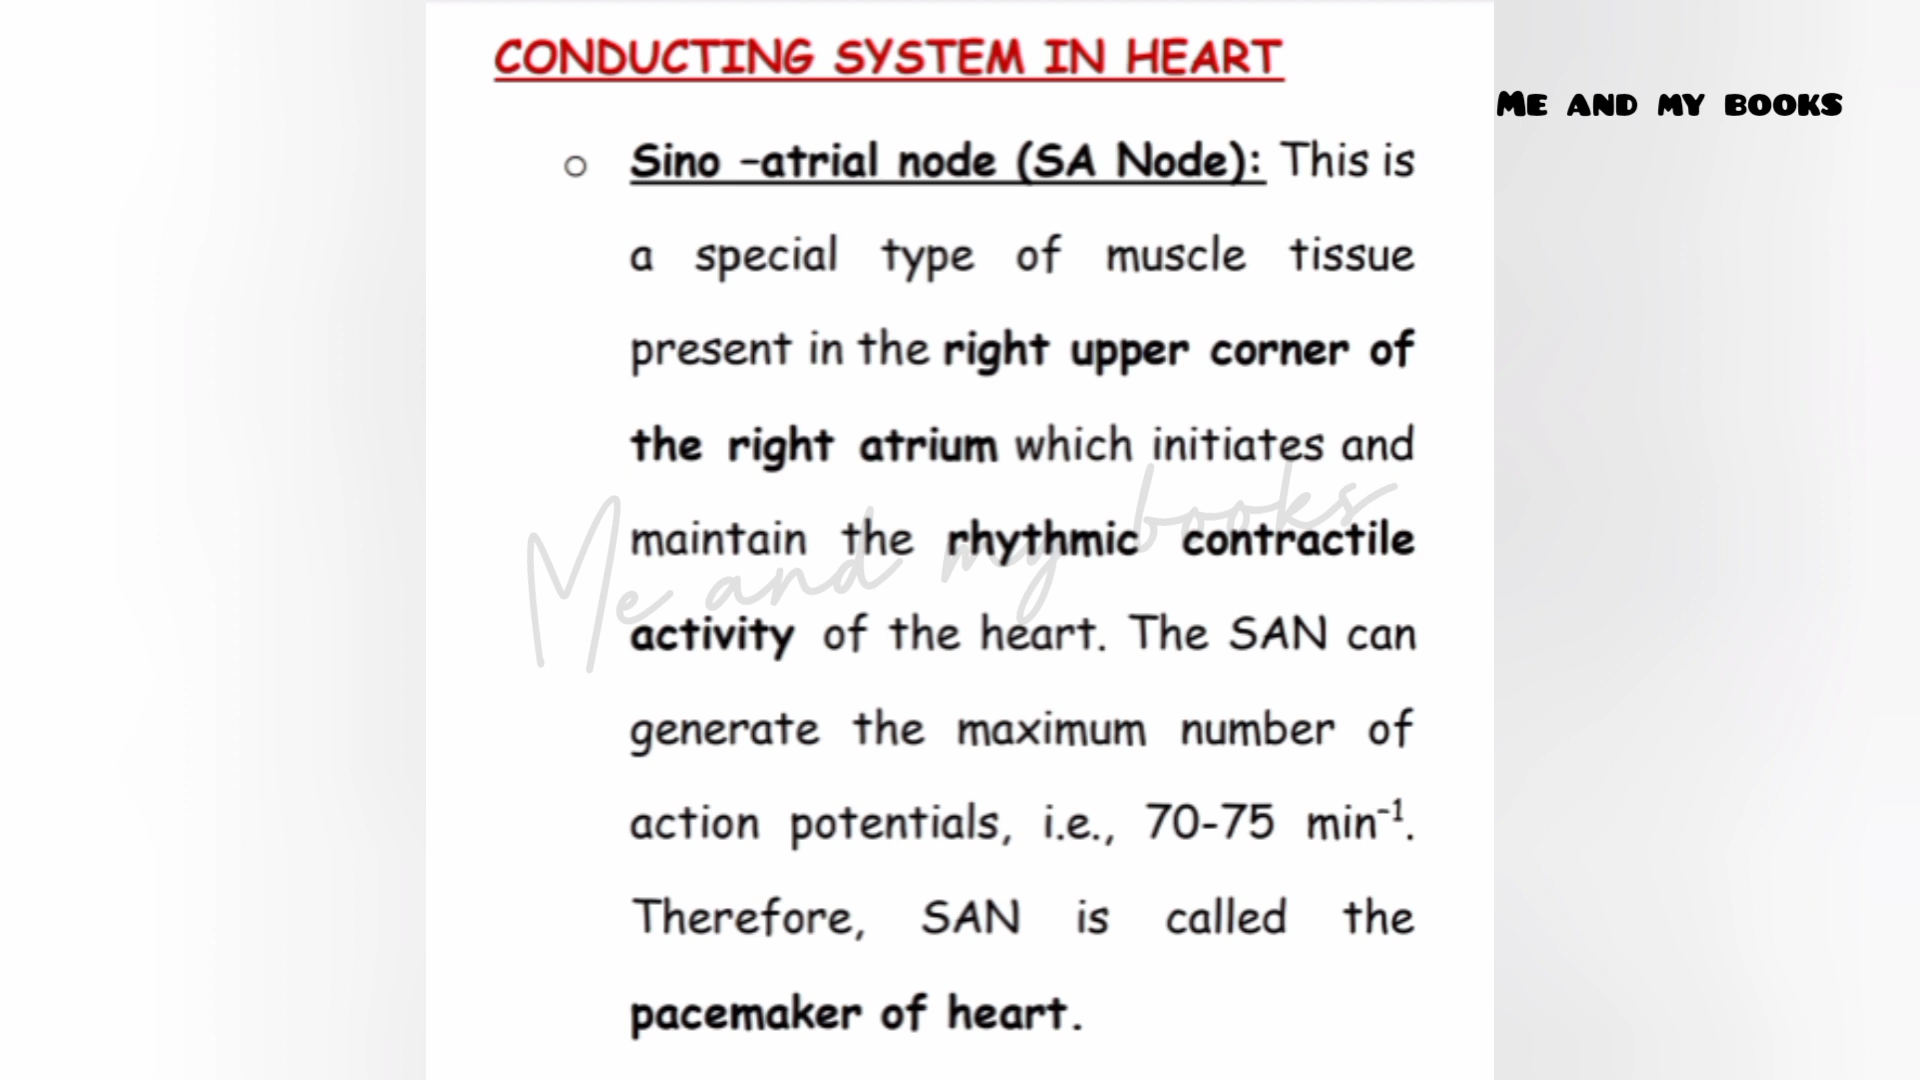 CONDUCTING SYSTEM IN HEART
ME AND MY BOOKS
○ Sino –atrial node (SA Node): This is
a special type of muscle tissue
present in the right upper corner of
the right atrium which initiates and
maintain the rhythmic contractile
activity of the heart. The SAN can
generate the maximum number of
action potentials, i.e., 70-75 min⁻¹.
Therefore, SAN is called the
pacemaker of heart.
Me and my books